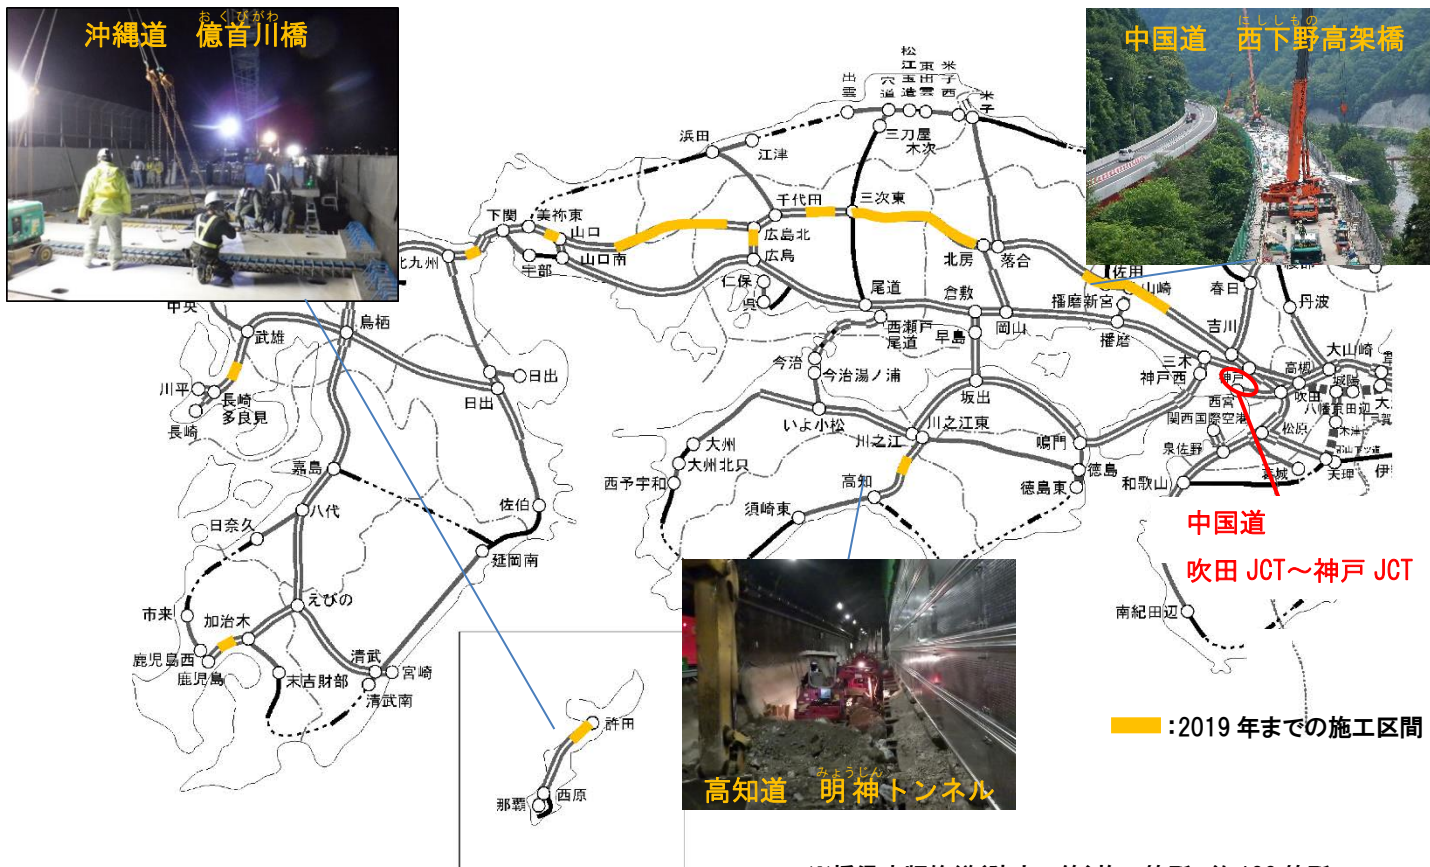 おくびがわ
沖縄道 億首川橋
にししもの
中国道 西下野高架橋
出雲
宍道
松江玉造
東出雲
米子西
米子
三刀屋
木次
浜田
江津
千代田
三次東
下関
美祢東
山口
広島北
北九州
宇部
山口南
広島
仁保
呉
北房
落合
佐用
山崎
春日
丹波
中央
武雄
鳥栖
尾道
倉敷
播磨新宮
吉川
西瀬戸
尾道
早島
岡山
播磨
三木
神戸西
神戸
高槻
大山崎
城陽
今治
今治湯ノ浦
西宮
吹田
八幡京田辺
川平
長崎
多良見
長崎
日出
日出
坂出
関西国際空港
松原
木津
いよ小松
川之江東
川之江
鳴門
泉佐野
葛城
天理
大州
大州北只
西予宇和
高知
徳島
徳島東
和歌山
嘉島
須崎東
佐伯
日奈久
八代
延岡南
中国道
吹田 JCT~神戸 JCT
市来
加治木
えびの
南紀田辺
鹿児島西
鹿児島
末吉財部
清武
宮崎
清武南
許田
西原
那覇
:2019 年までの施工区間
みょうじん
高知道 明神トンネル